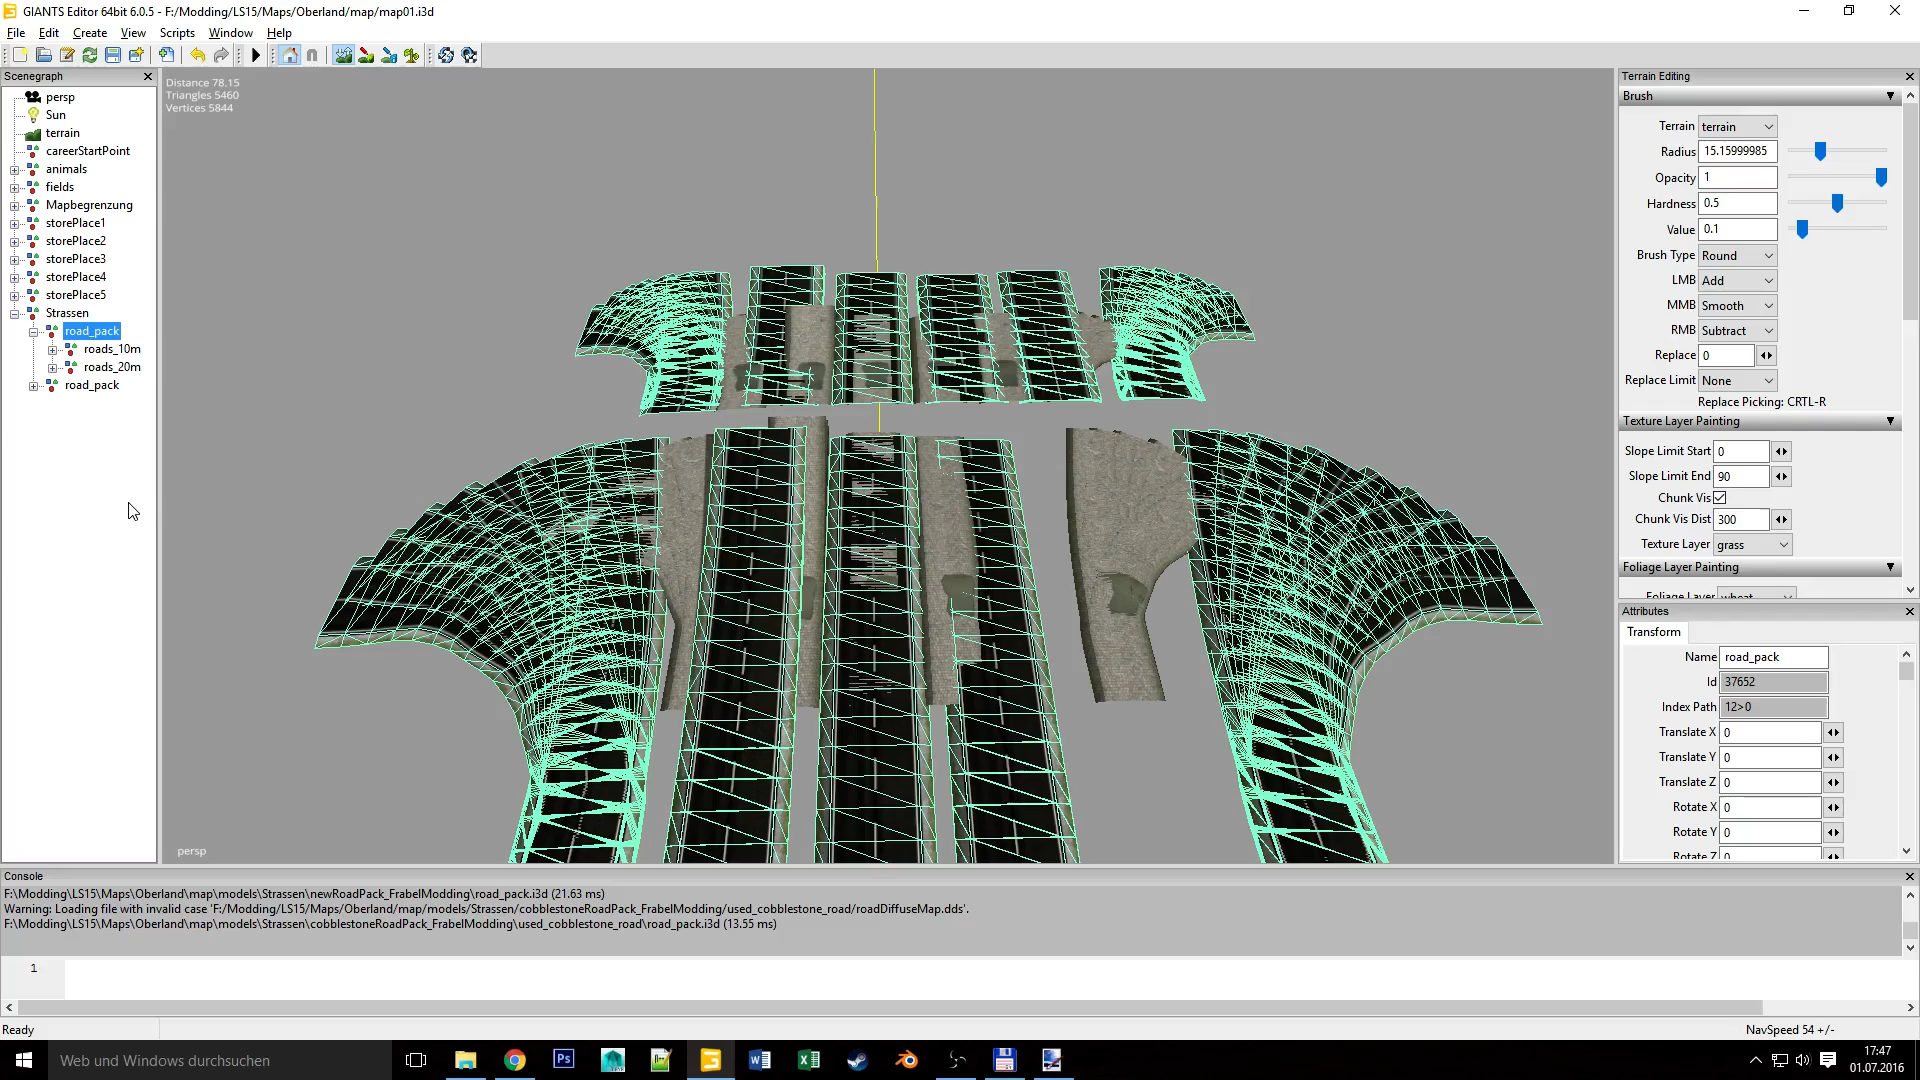 GIANTS Editor 64bit 6.0.5 - F:/Modding/LS15/Maps/Oberland/map/map01.i3d
File Edit Create View Scripts Window Help
Scenegraph
persp
Sun
terrain
careerStartPoint
animals
fields
Mapbegrenzung
storePlace1
storePlace2
storePlace3
storePlace4
storePlace5
Strassen
road_pack
roads_10m
roads_20m
road_pack
Distance 78.15
Triangles 5460
Vertices 5844
persp
Terrain Editing
Brush
Terrain terrain
Radius 15.15999985
Opacity 1
Hardness 0.5
Value 0.1
Brush Type Round
LMB Add
MMB Smooth
RMB Subtract
Replace 0
Replace Limit None
Replace Picking: CRTL-R
Texture Layer Painting
Slope Limit Start 0
Slope Limit End 90
Chunk Vis
Chunk Vis Dist 300
Texture Layer grass
Foliage Layer Painting
Foliage Layer wheat
Attributes
Transform
Name road_pack
Id 37652
Index Path 12>0
Translate X 0
Translate Y 0
Translate Z 0
Rotate X 0
Rotate Y 0
Rotate Z 0
Console
F:\Modding\LS15\Maps\Oberland\map\models\Strassen\newRoadPack_FrabelModding\road_pack.i3d (21.63 ms)
Warning: Loading file with invalid case 'F:/Modding/LS15/Maps/Oberland/map/models/Strassen/cobblestoneRoadPack_FrabelModding/used_cobblestone_road/roadDiffuseMap.dds'.
F:\Modding\LS15\Maps\Oberland\map\models\Strassen\cobblestoneRoadPack_FrabelModding\used_cobblestone_road\road_pack.i3d (13.55 ms)
1
Ready
NavSpeed 54 +/-
Web und Windows durchsuchen
17:47
01.07.2016